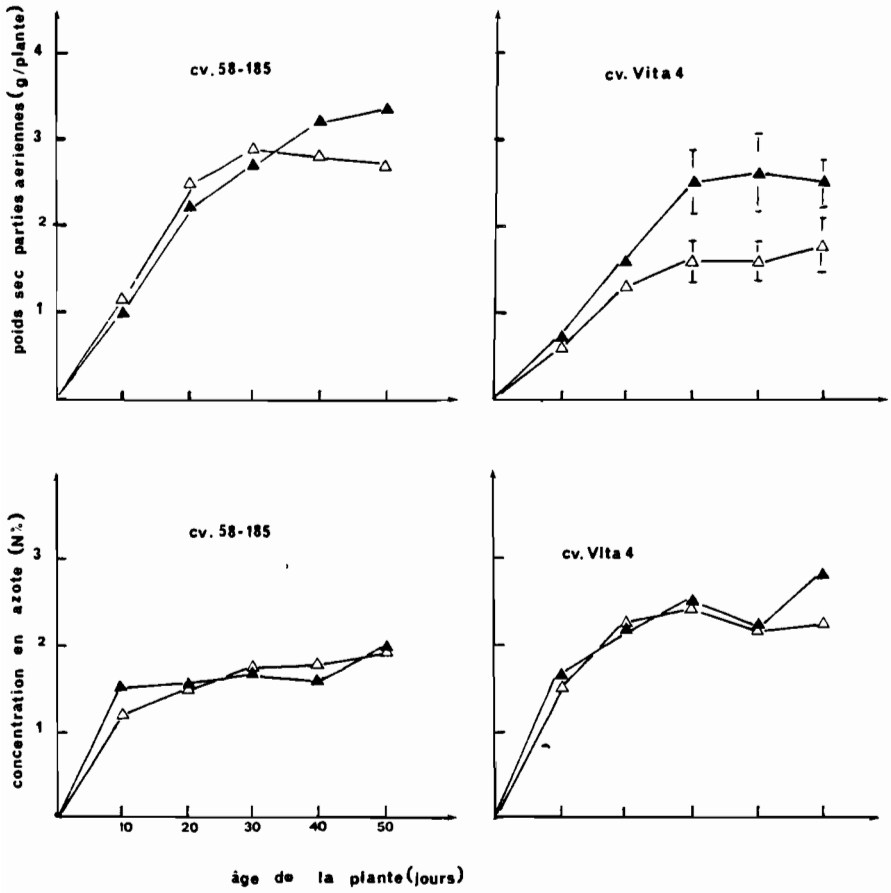 poids sec parties aeriennes (g/plante)
4
3
2
1
cv. 58-185
cv. Vita 4
concentration en azote (N%)
3
2
1
cv. 58-185
cv. Vita 4
10 20 30 40 50
âge de la plante (jours)